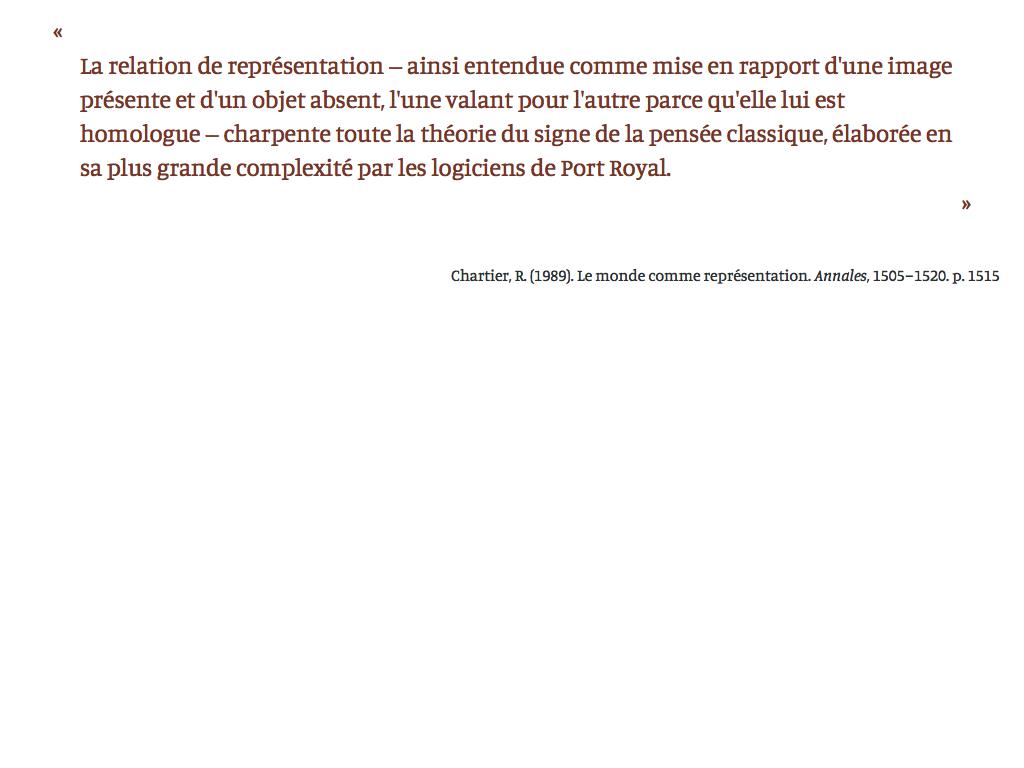 «
La relation de représentation – ainsi entendue comme mise en rapport d'une image
présente et d'un objet absent, l'une valant pour l'autre parce qu'elle lui est
homologue – charpente toute la théorie du signe de la pensée classique, élaborée en
sa plus grande complexité par les logiciens de Port Royal.
»
Chartier, R. (1989). Le monde comme représentation. Annales, 1505–1520. p. 1515